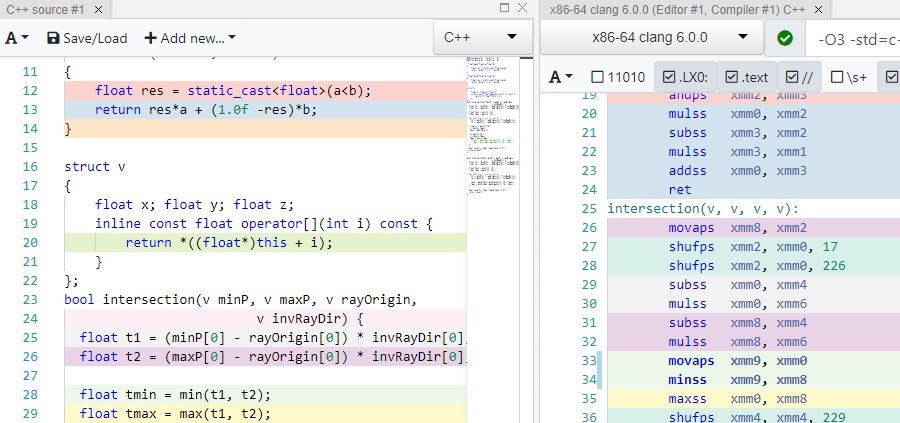 C++ source #1 ×
A Save/Load + Add new... C++
11 {
12 float res = static_cast<float>(a<b);
13 return res*a + (1.0f -res)*b;
14 }
15
16 struct v
17 {
18 float x; float y; float z;
19 inline const float operator[](int i) const {
20 return *((float*)this + i);
21 }
22 };
23 bool intersection(v minP, v maxP, v rayOrigin,
24 v invRayDir) {
25 float t1 = (minP[0] - rayOrigin[0]) * invRayDir[0]
26 float t2 = (maxP[0] - rayOrigin[0]) * invRayDir[0]
27
28 float tmin = min(t1, t2);
29 float tmax = max(t1, t2);
x86-64 clang 6.0.0 (Editor #1, Compiler #1) C++ ×
x86-64 clang 6.0.0 -O3 -std=c-
A 11010 .LX0: .text // \s+
19 andps xmm2, xmm3
20 mulss xmm0, xmm2
21 subss xmm3, xmm2
22 mulss xmm3, xmm1
23 addss xmm0, xmm3
24 ret
25 intersection(v, v, v, v):
26 movaps xmm8, xmm2
27 shufps xmm2, xmm0, 17
28 shufps xmm2, xmm0, 226
29 subss xmm0, xmm4
30 mulss xmm0, xmm6
31 subss xmm8, xmm4
32 mulss xmm8, xmm6
33 movaps xmm9, xmm0
34 minss xmm9, xmm8
35 maxss xmm0, xmm8
36 shufps xmm4, xmm4, 229